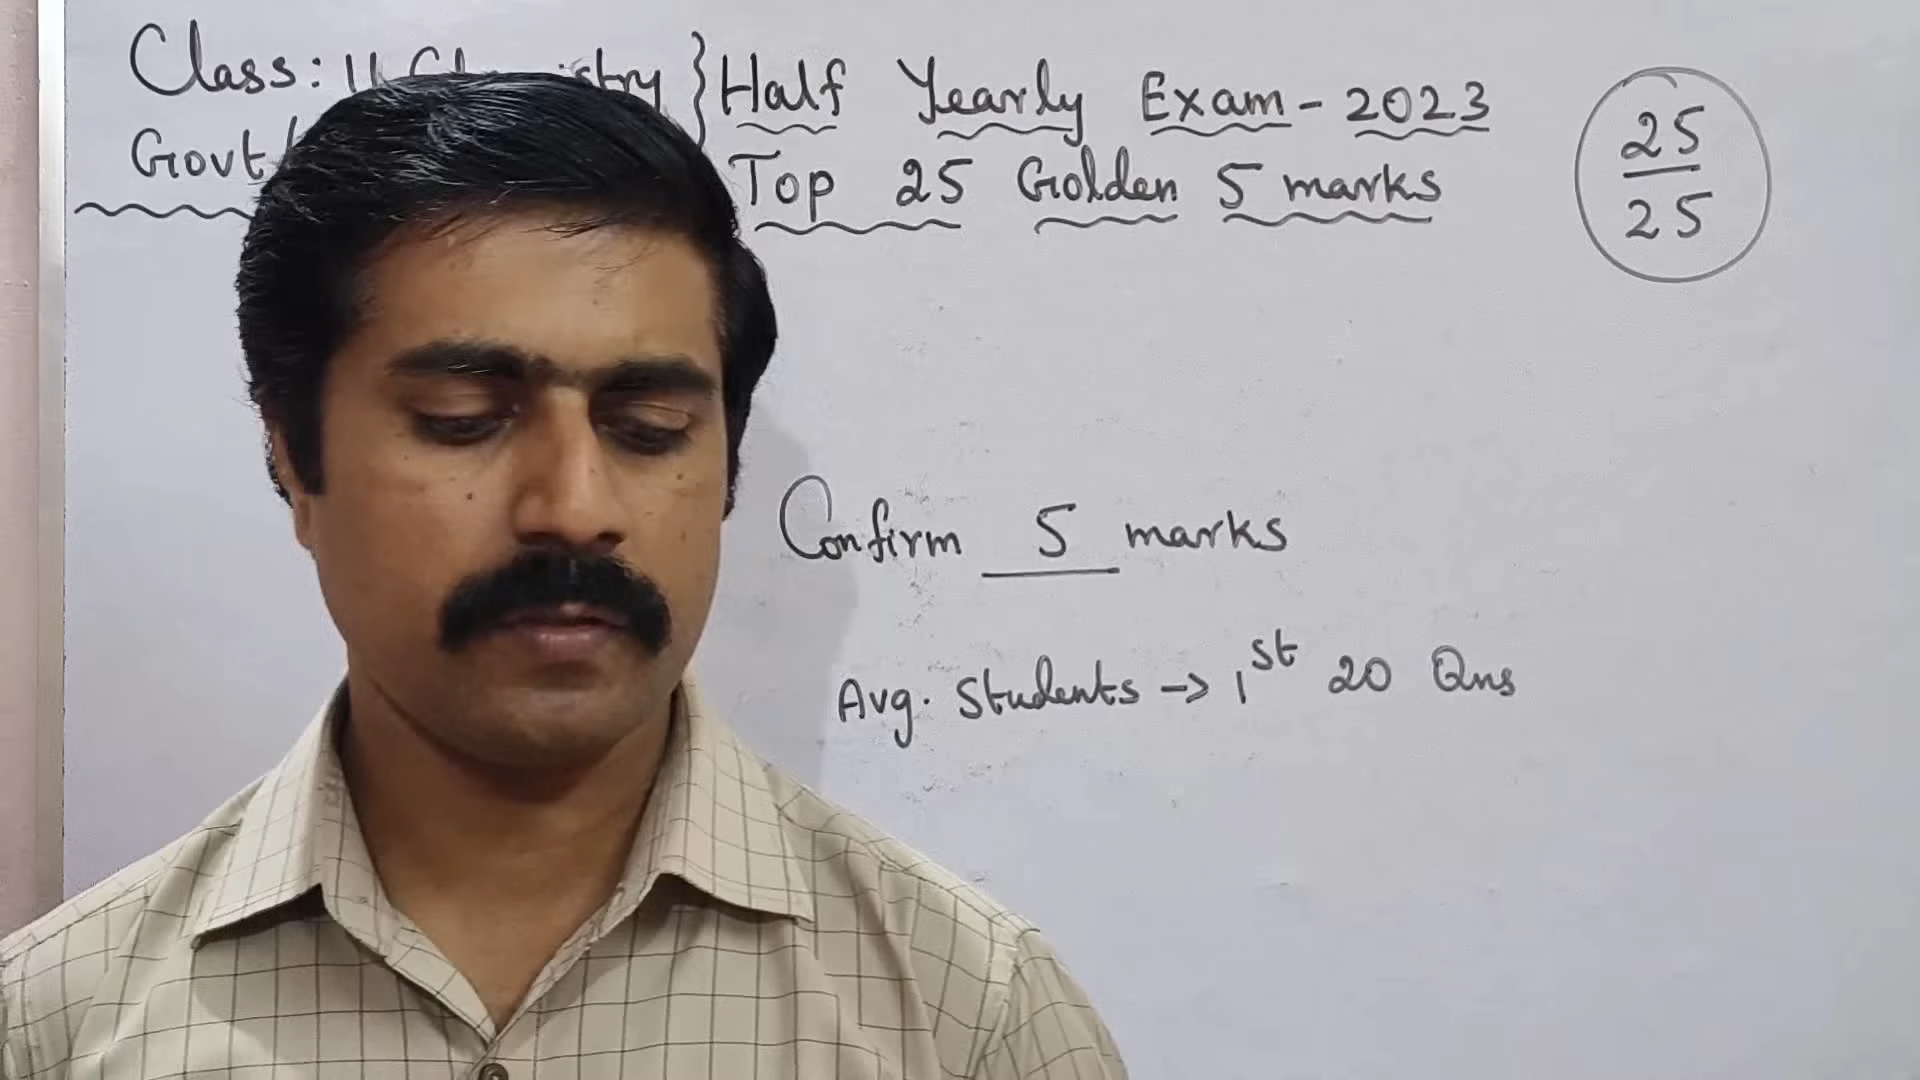 Class: 11 } Half Yearly Exam - 2023
Govt Top 25 Golden 5 marks
25
25
Confirm 5 marks
Avg. Students -> 1st 20 Qns